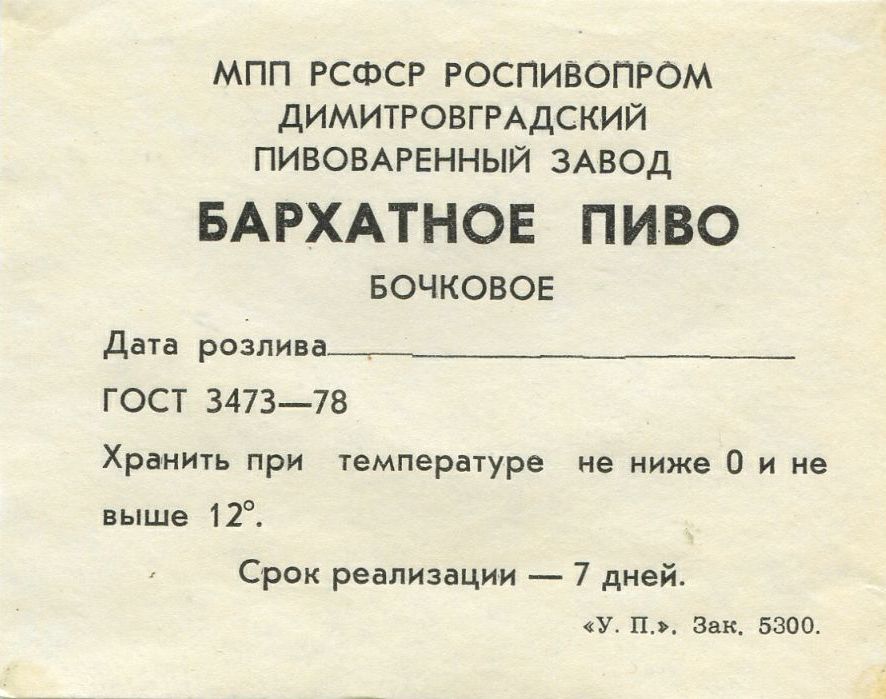 МПП РСФСР РОСПИВОПРОМ
ДИМИТРОВГРАДСКИЙ
ПИВОВАРЕННЫЙ ЗАВОД
БАРХАТНОЕ ПИВО
БОЧКОВОЕ
Дата розлива
ГОСТ 3473—78
Хранить при температуре не ниже 0 и не
выше 12°.
Срок реализации — 7 дней.
«У. П.». Зак. 5300.